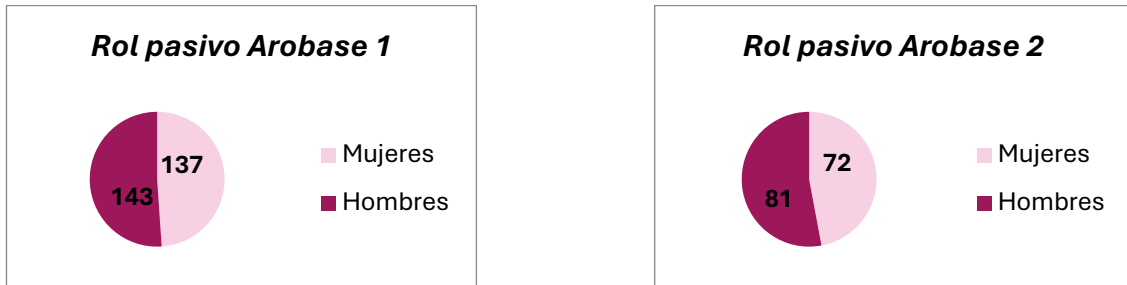 Rol pasivo Arobase 1
137
143
Mujeres
Hombres
Rol pasivo Arobase 2
72
81
Mujeres
Hombres